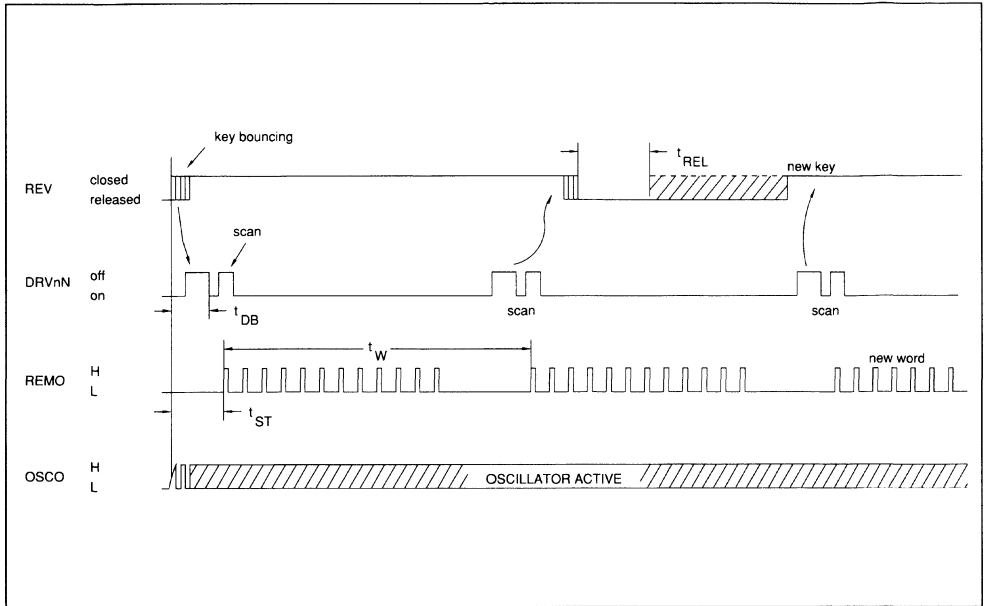 key bouncing
REV
closed
released
t REL
new key
scan
DRVnN
off
on
t DB
scan
scan
t W
REMO
H
L
new word
t ST
OSCO
H
L
OSCILLATOR ACTIVE